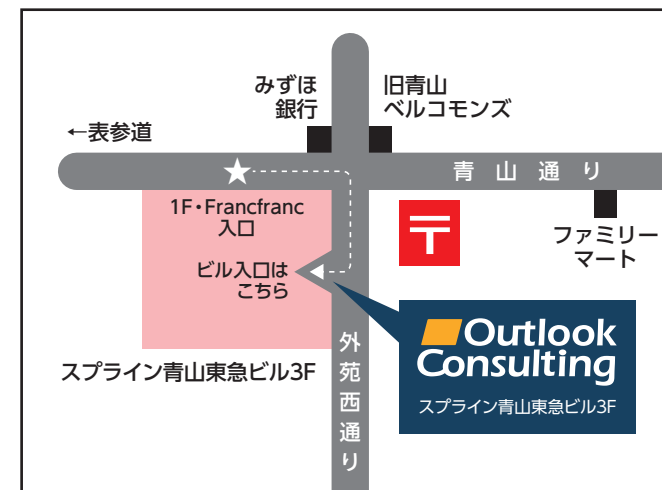 みずほ
銀行
旧青山
ベルコモンズ
←表参道
青山通り
1F・Francfranc
入口
ファミリー
マート
ビル入口は
こちら
Outlook
Consulting
スプライン青山東急ビル3F
スプライン青山東急ビル3F
外苑西通り